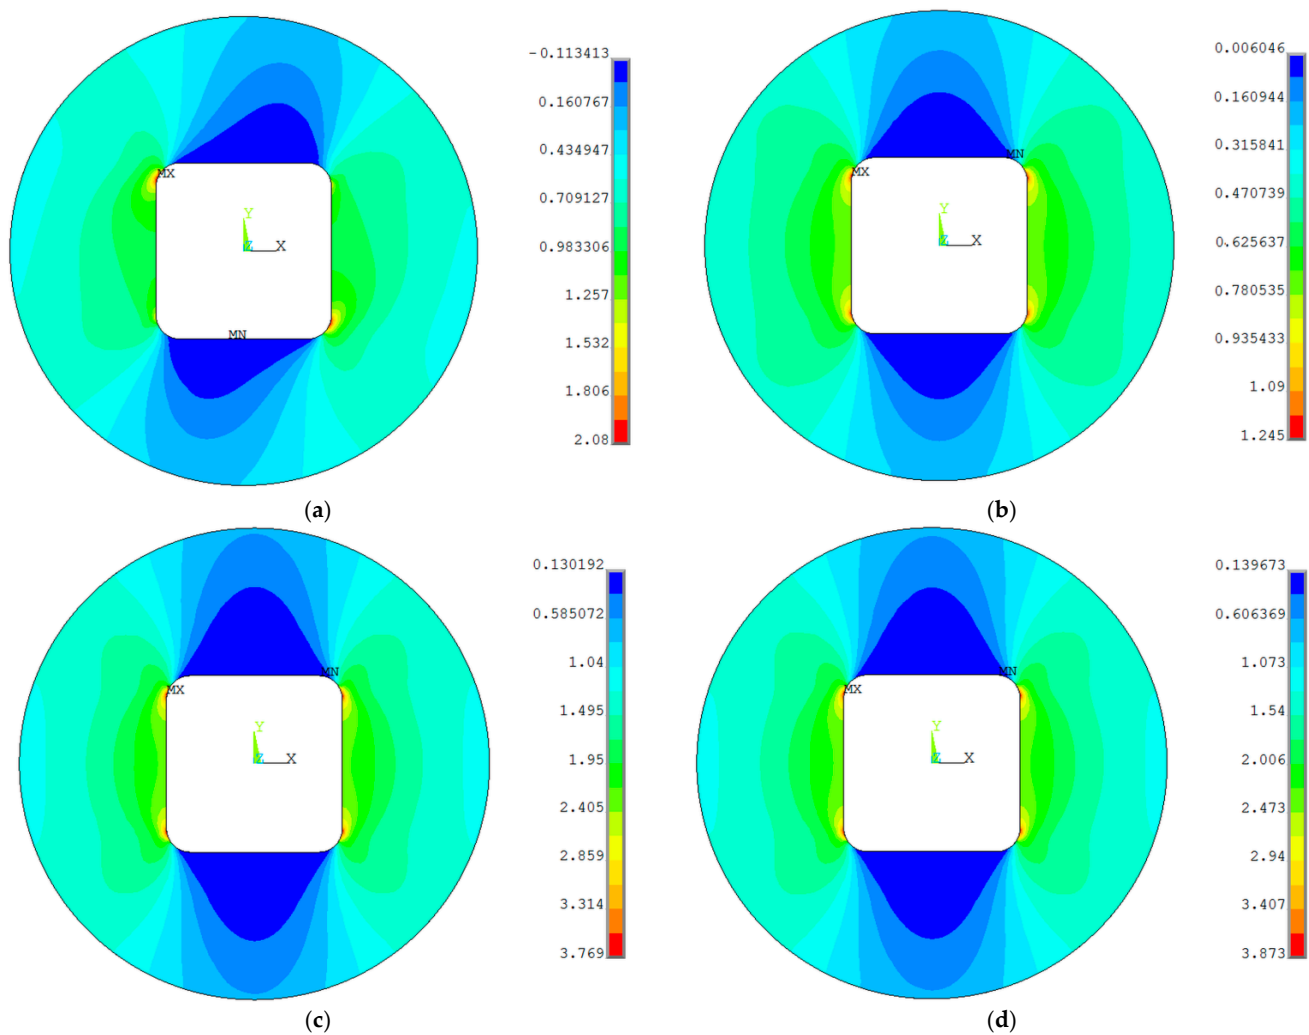 -0.113413
0.160767
0.434947
0.709127
0.983306
1.257
1.532
1.806
2.08
MX
MN
Y
Z
X
(a)
0.006046
0.160944
0.315841
0.470739
0.625637
0.780535
0.935433
1.09
1.245
MN
MX
Y
Z
X
(b)
0.130192
0.585072
1.04
1.495
1.95
2.405
2.859
3.314
3.769
MN
MX
Y
Z
X
(c)
0.139673
0.606369
1.073
1.54
2.006
2.473
2.94
3.407
3.873
MN
MX
Y
Z
X
(d)